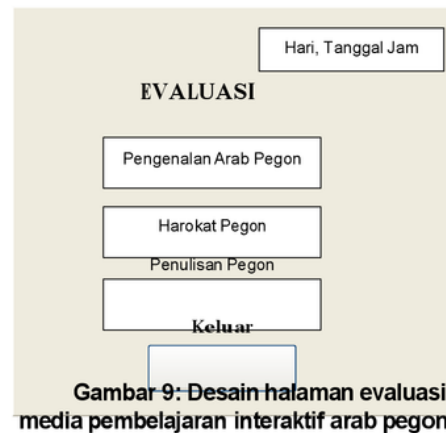 Hari, Tanggal Jam
EVALUASI
Pengenalan Arab Pegon
Harokat Pegon
Penulisan Pegon
Keluar
Gambar 9: Desain halaman evaluasi
media pembelajaran interaktif arab pegon